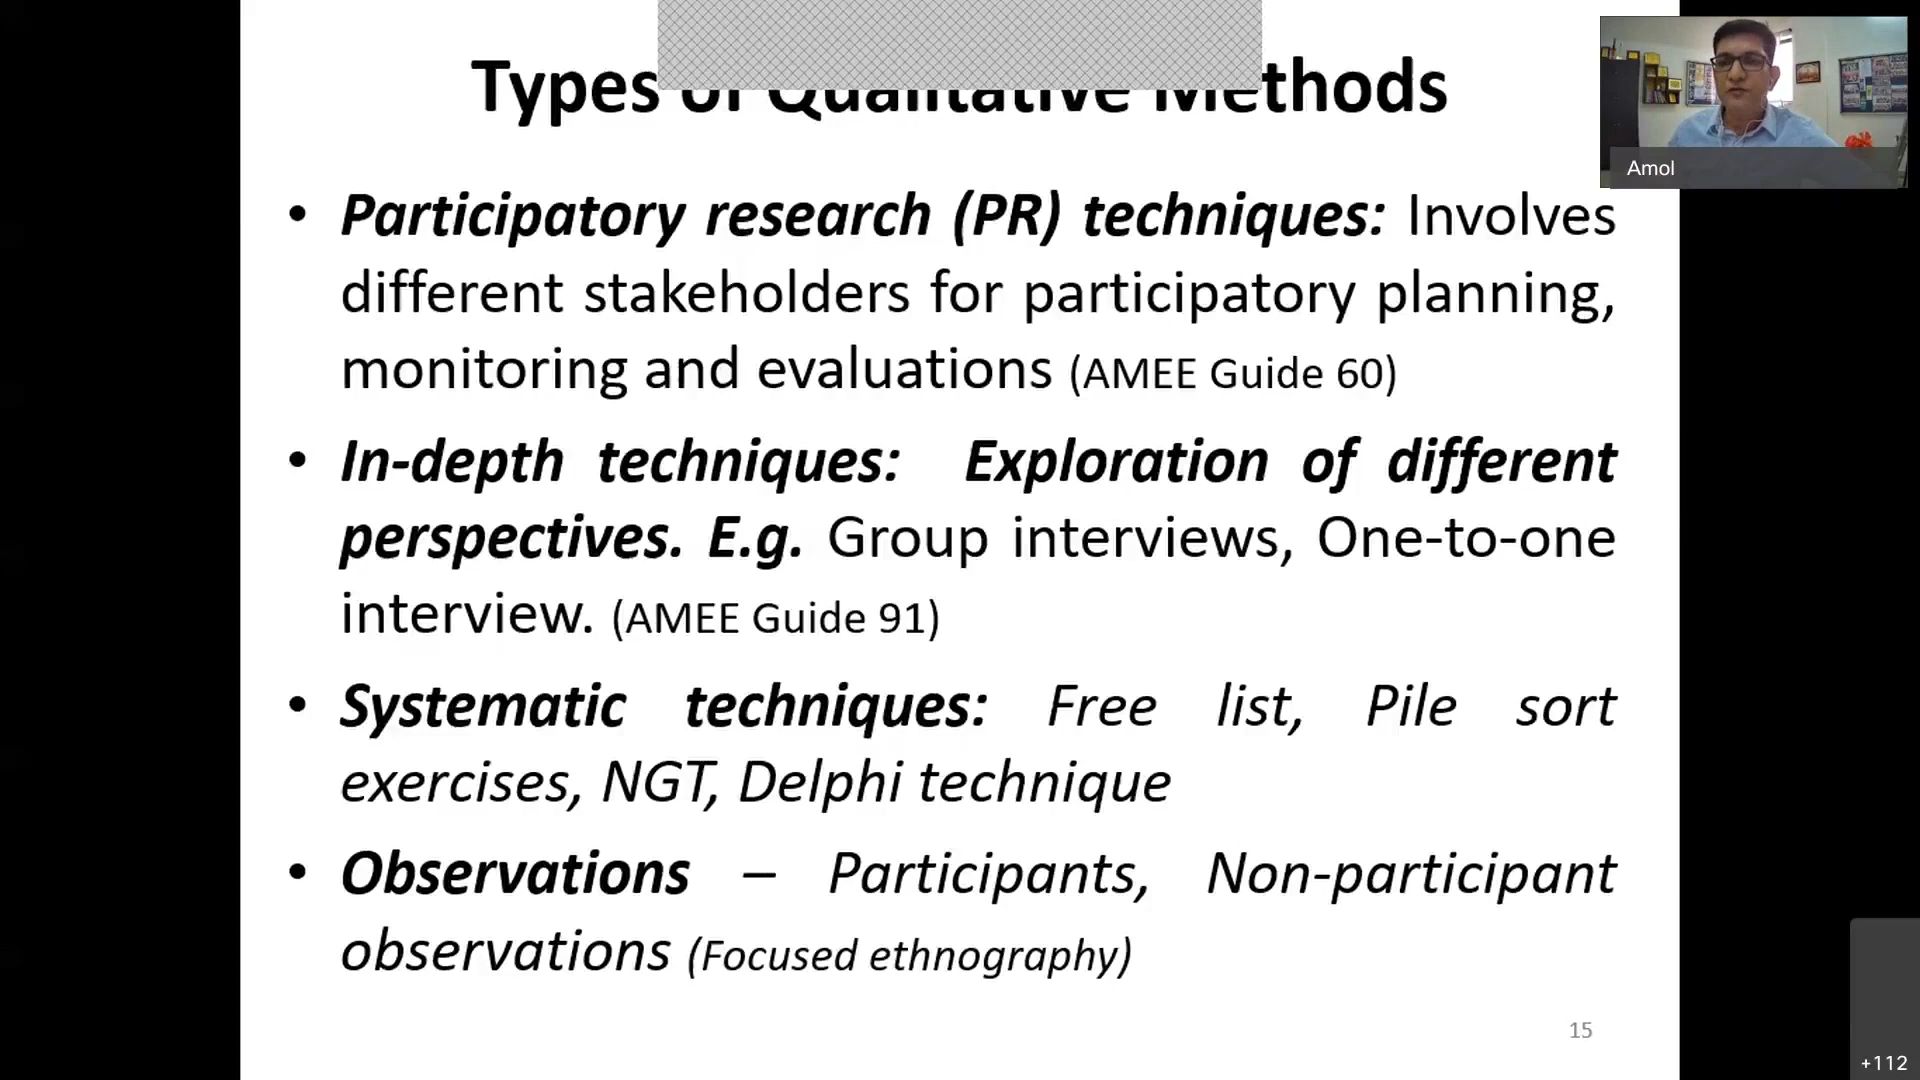 Types of Qualitative Methods
Amol
• Participatory research (PR) techniques: Involves
different stakeholders for participatory planning,
monitoring and evaluations (AMEE Guide 60)
• In-depth techniques: Exploration of different
perspectives. E.g. Group interviews, One-to-one
interview. (AMEE Guide 91)
• Systematic techniques: Free list, Pile sort
exercises, NGT, Delphi technique
• Observations – Participants, Non-participant
observations (Focused ethnography)
15
+112